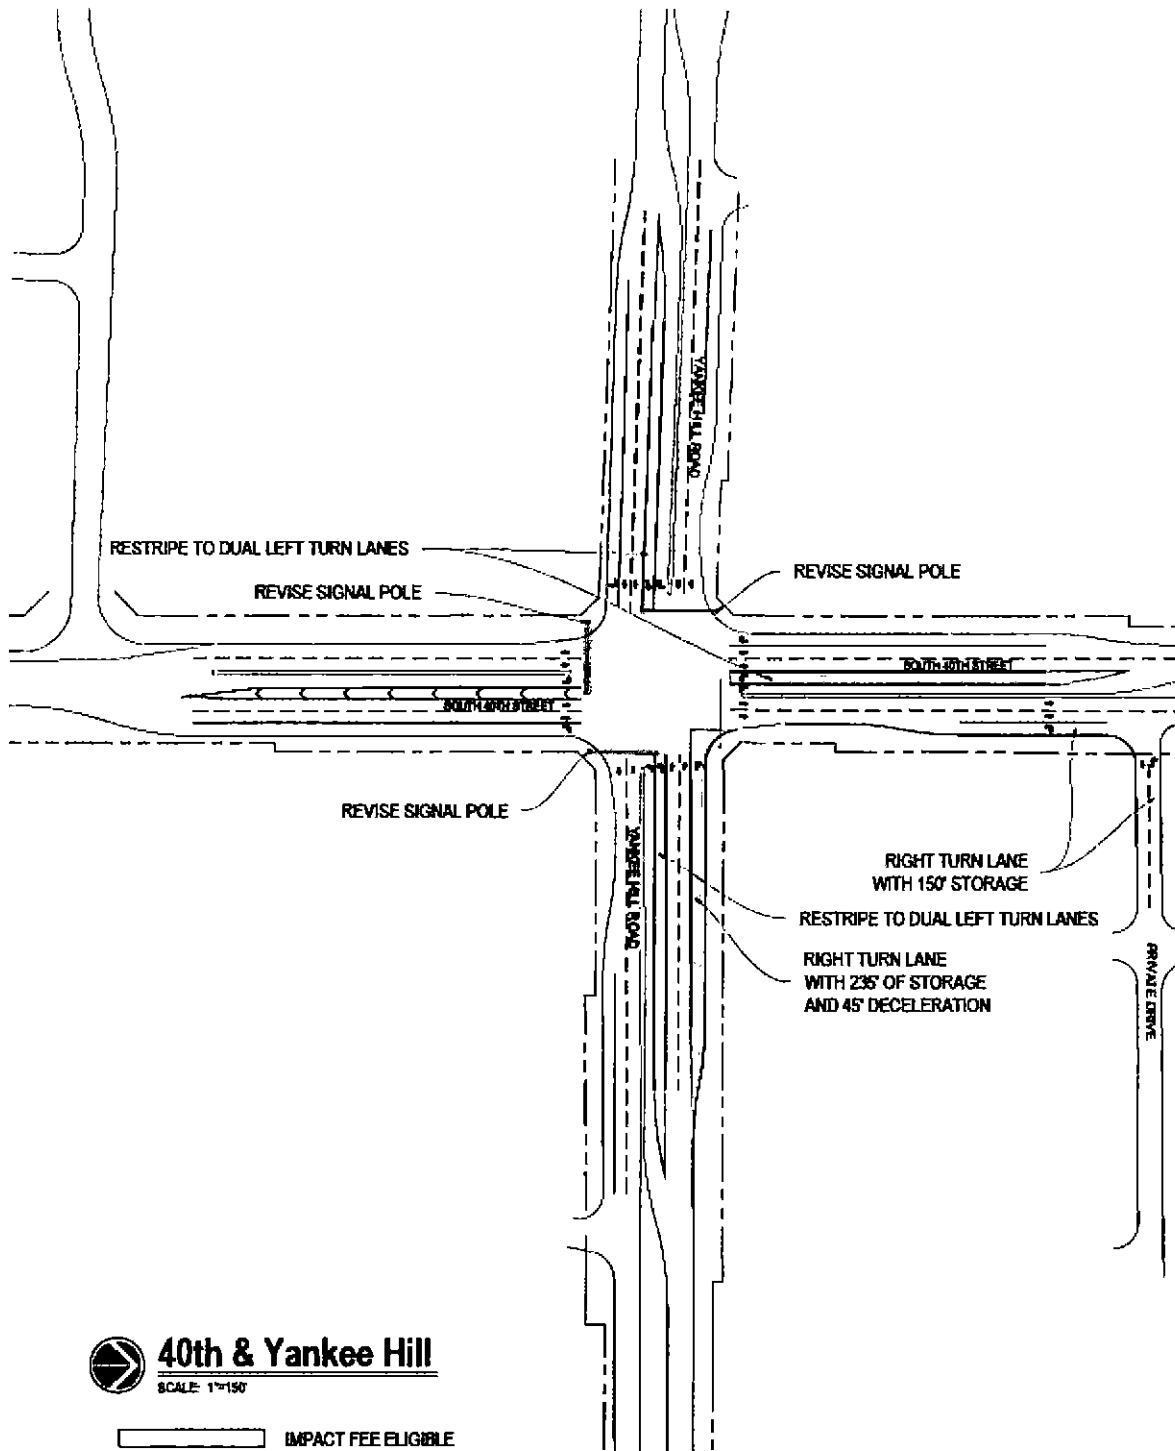 YANKEE HILL ROAD
RESTRIPE TO DUAL LEFT TURN LANES
REVISE SIGNAL POLE
REVISE SIGNAL POLE
SOUTH 40TH STREET
SOUTH 40TH STREET
REVISE SIGNAL POLE
YANKEE HILL ROAD
RIGHT TURN LANE
WITH 150' STORAGE
RESTRIPE TO DUAL LEFT TURN LANES
RIGHT TURN LANE
WITH 235' OF STORAGE
AND 45' DECELERATION
PRIVATE DRIVE
40th & Yankee Hill
SCALE: 1"=150'
IMPACT FEE ELIGIBLE